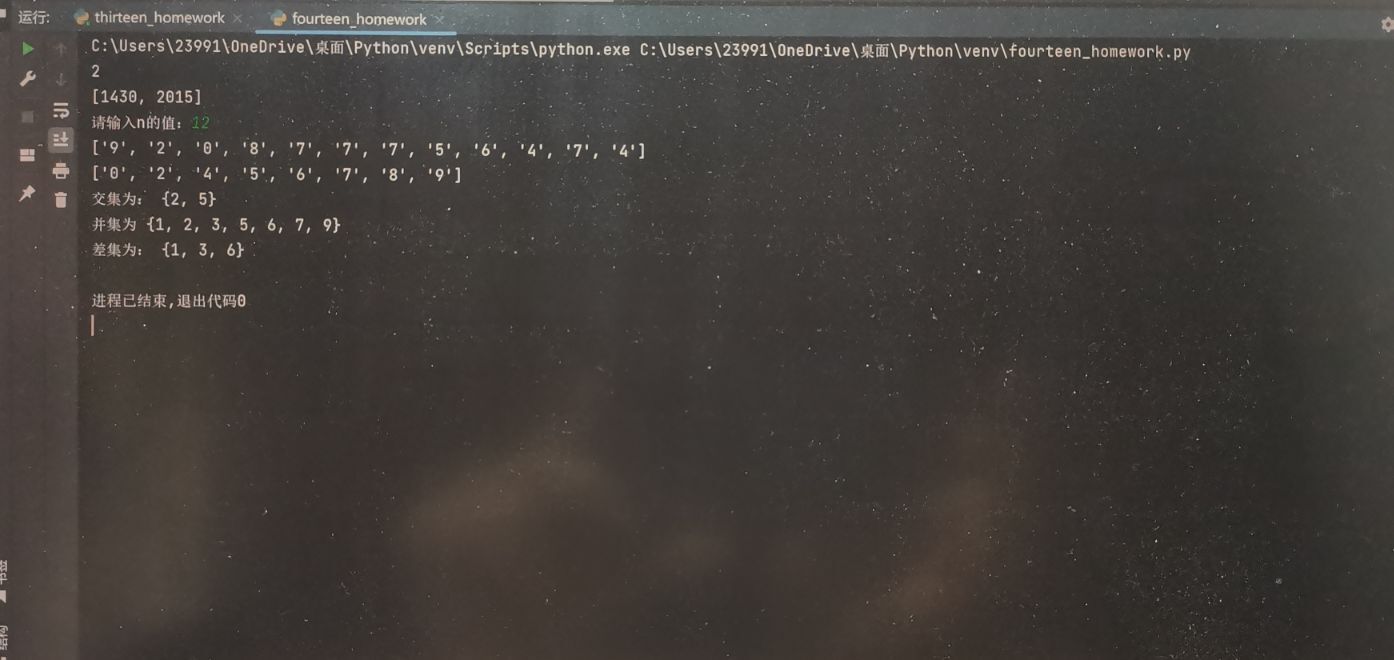 运行:
thirteen_homework
fourteen_homework
C:\Users\23991\OneDrive\桌面\Python\venv\Scripts\python.exe C:\Users\23991\OneDrive\桌面\Python\venv\fourteen_homework.py
2
[1430, 2015]
请输入n的值: 12
['9', '2', '0', '8', '7', '7', '7', '5', '6', '4', '7', '4']
['0', '2', '4', '5', '6', '7', '8', '9']
交集为: {2, 5}
并集为 {1, 2, 3, 5, 6, 7, 9}
差集为: {1, 3, 6}
进程已结束,退出代码0
结构